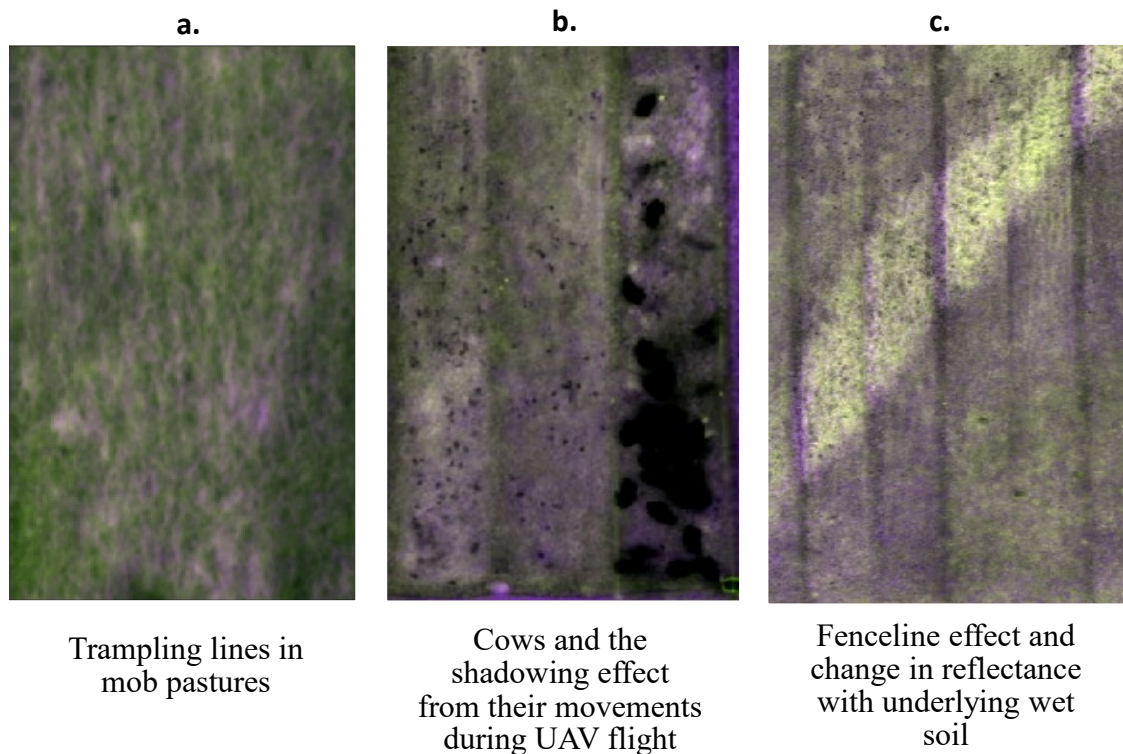 a.
b.
c.
Trampling lines in
mob pastures
Cows and the
shadowing effect
from their movements
during UAV flight
Fenceline effect and
change in reflectance
with underlying wet
soil